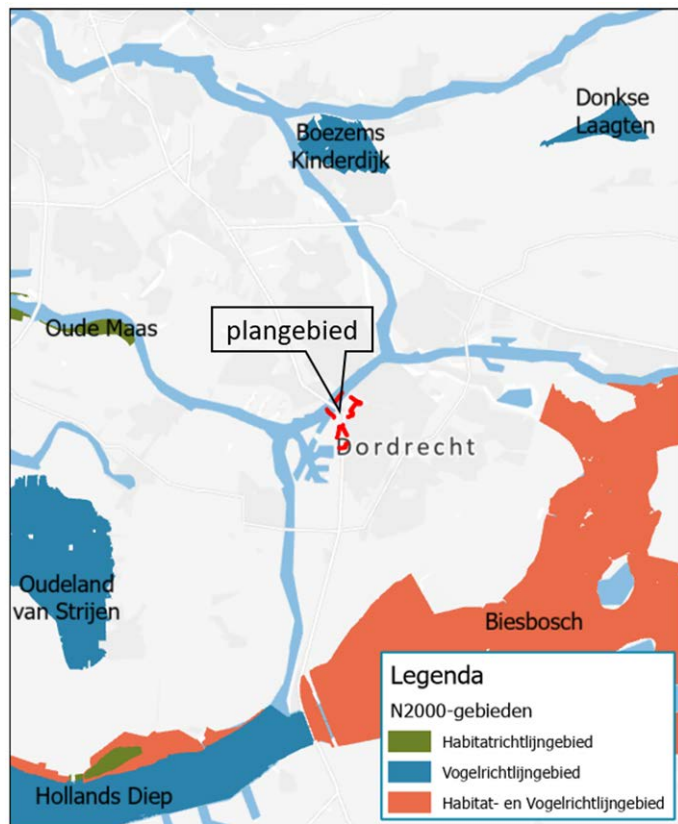 Donkse
Laagten
Boezems
Kinderdijk
Oude Maas
plangebied
Dordrecht
Oudeland
van Strijen
Biesbosch
Hollands Diep
Legenda
N2000-gebieden
Habitatrichtlijngebied
Vogelrichtlijngebied
Habitat- en Vogelrichtlijngebied